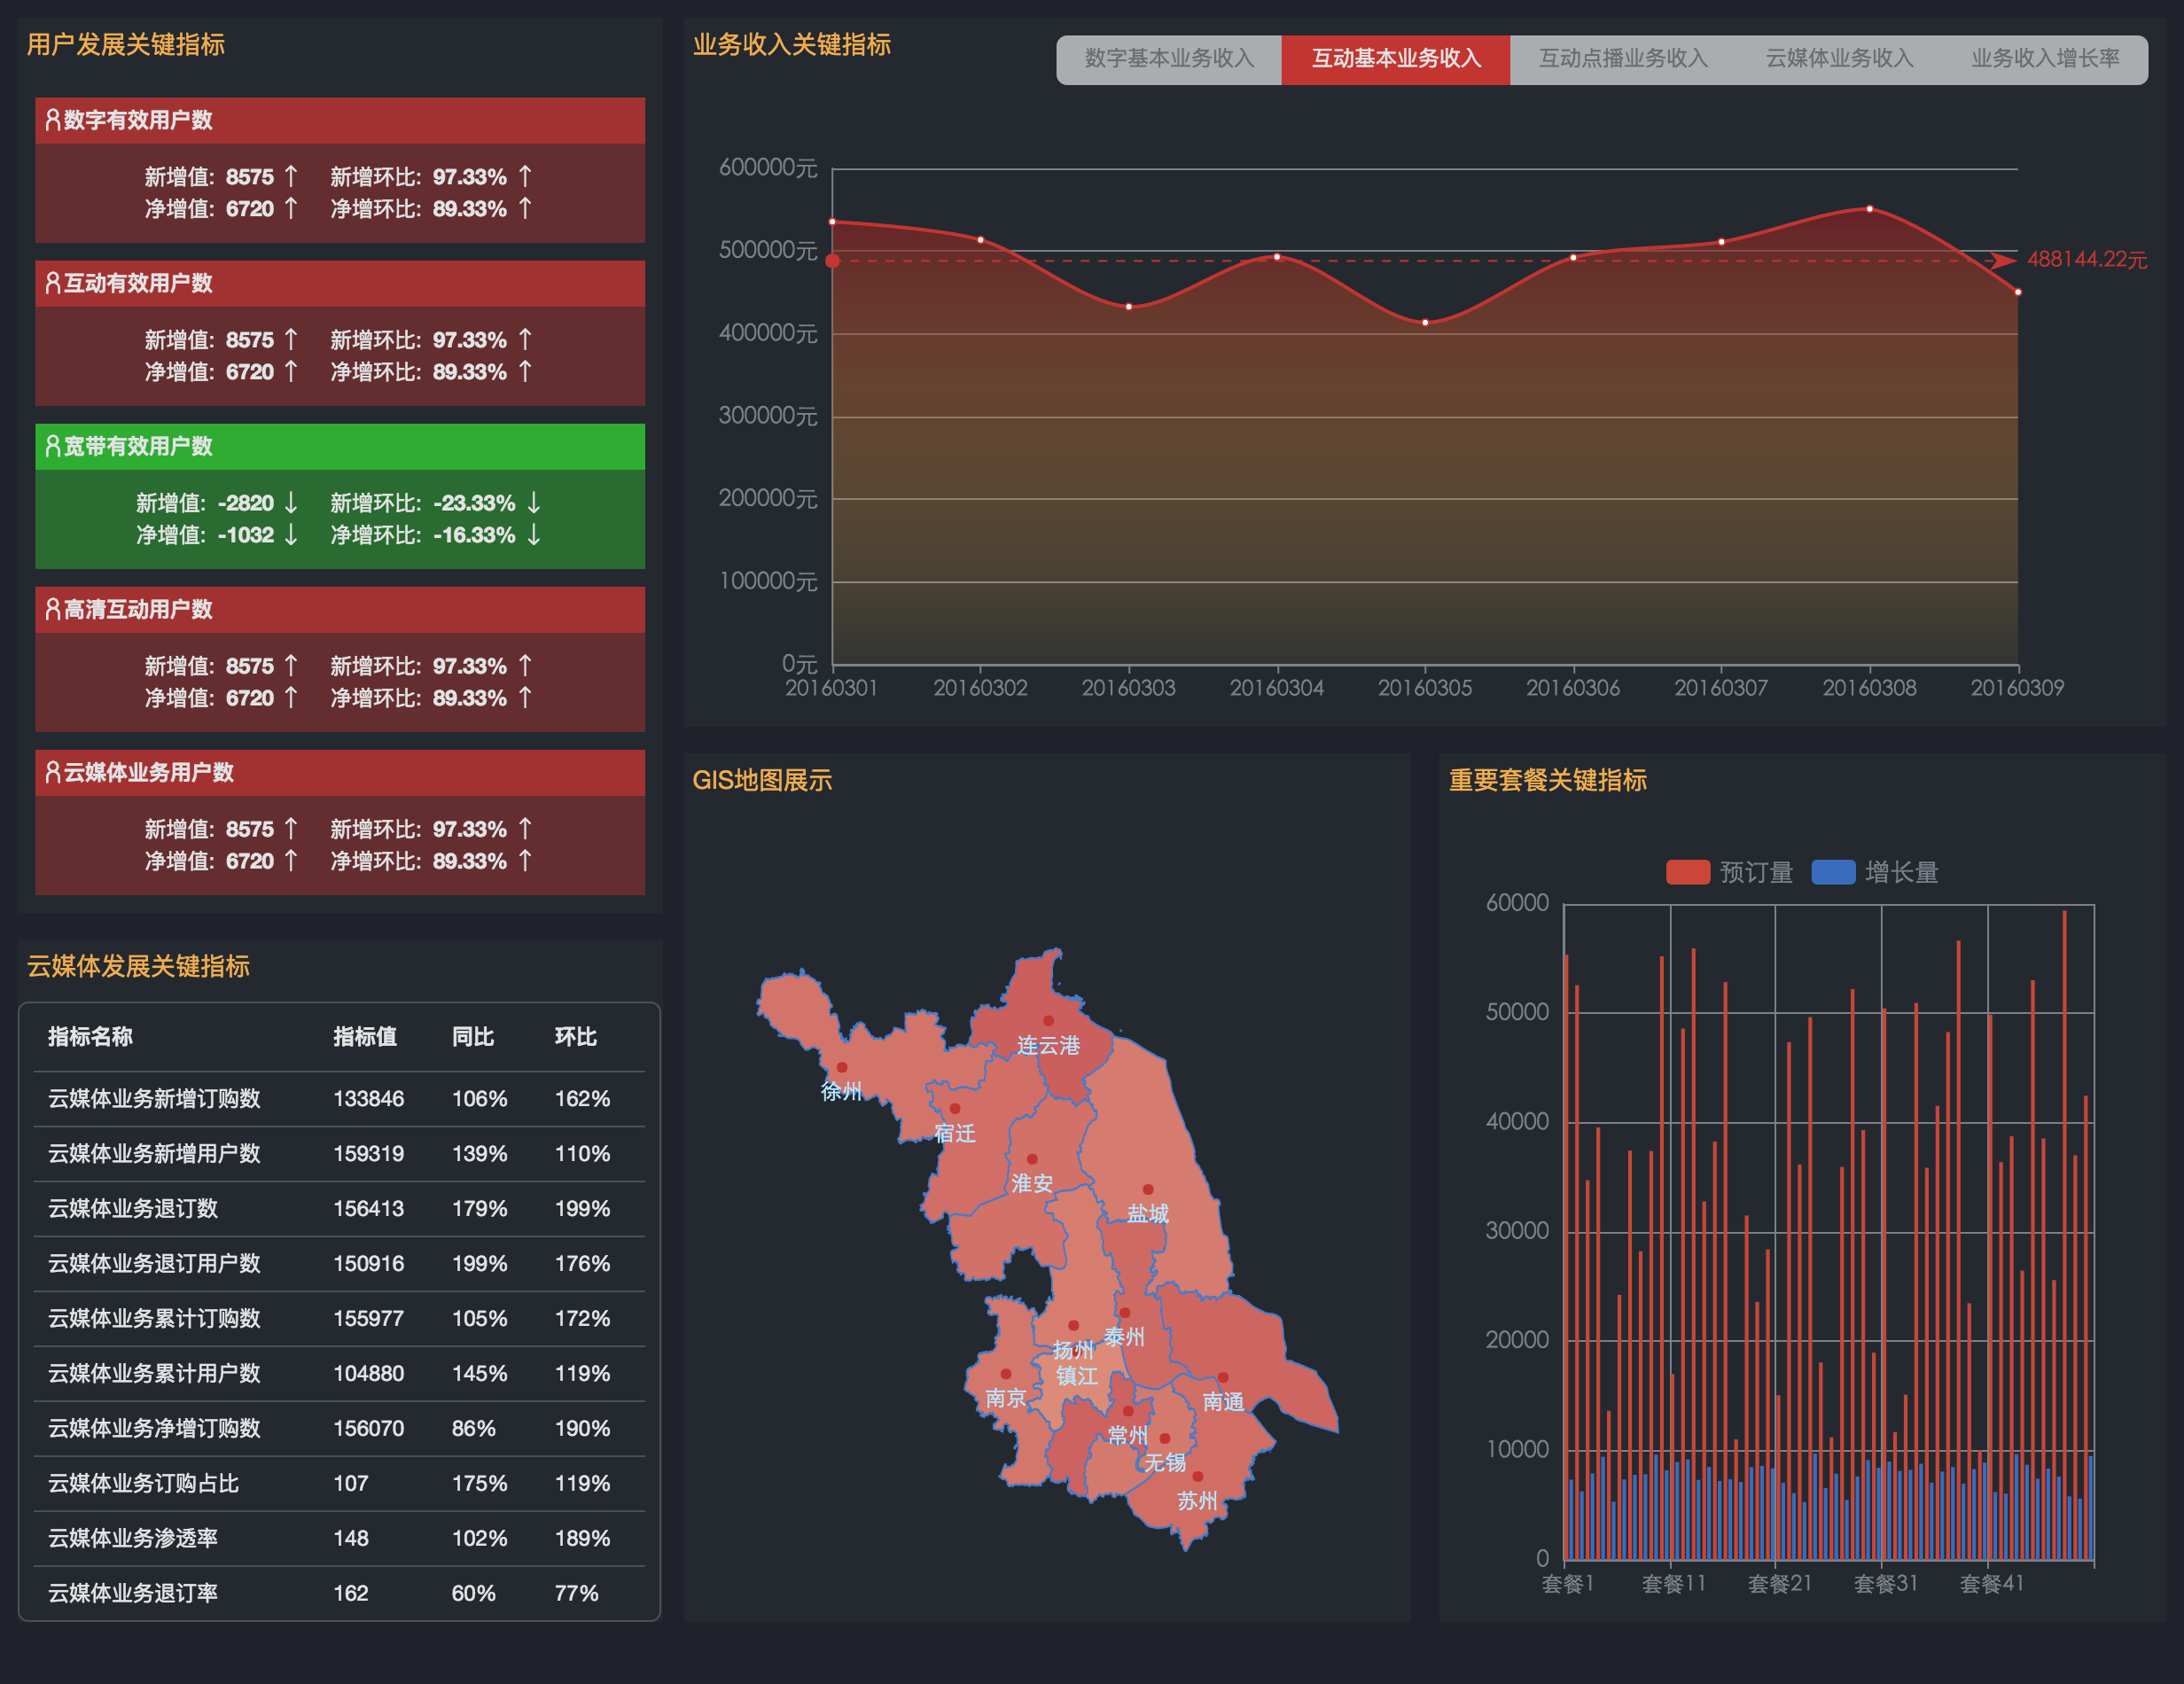 用户发展关键指标
数字有效用户数
新增值: 8575 ↑ 新增环比: 97.33% ↑
净增值: 6720 ↑ 净增环比: 89.33% ↑
互动有效用户数
新增值: 8575 ↑ 新增环比: 97.33% ↑
净增值: 6720 ↑ 净增环比: 89.33% ↑
宽带有效用户数
新增值: -2820 ↓ 新增环比: -23.33% ↓
净增值: -1032 ↓ 净增环比: -16.33% ↓
高清互动用户数
新增值: 8575 ↑ 新增环比: 97.33% ↑
净增值: 6720 ↑ 净增环比: 89.33% ↑
云媒体业务用户数
新增值: 8575 ↑ 新增环比: 97.33% ↑
净增值: 6720 ↑ 净增环比: 89.33% ↑
云媒体发展关键指标
指标名称 指标值 同比 环比
云媒体业务新增订购数 133846 106% 162%
云媒体业务新增用户数 159319 139% 110%
云媒体业务退订数 156413 179% 199%
云媒体业务退订用户数 150916 199% 176%
云媒体业务累计订购数 155977 105% 172%
云媒体业务累计用户数 104880 145% 119%
云媒体业务净增订购数 156070 86% 190%
云媒体业务订购占比 107 175% 119%
云媒体业务渗透率 148 102% 189%
云媒体业务退订率 162 60% 77%
业务收入关键指标
数字基本业务收入 互动基本业务收入 互动点播业务收入 云媒体业务收入 业务收入增长率
600000元
500000元
488144.22元
400000元
300000元
200000元
100000元
0元
20160301 20160302 20160303 20160304 20160305 20160306 20160307 20160308 20160309
GIS地图展示
连云港
徐州
宿迁
淮安
盐城
泰州
扬州
镇江
南京
南通
常州
无锡
苏州
重要套餐关键指标
预订量 增长量
60000
50000
40000
30000
20000
10000
0
套餐1 套餐11 套餐21 套餐31 套餐41